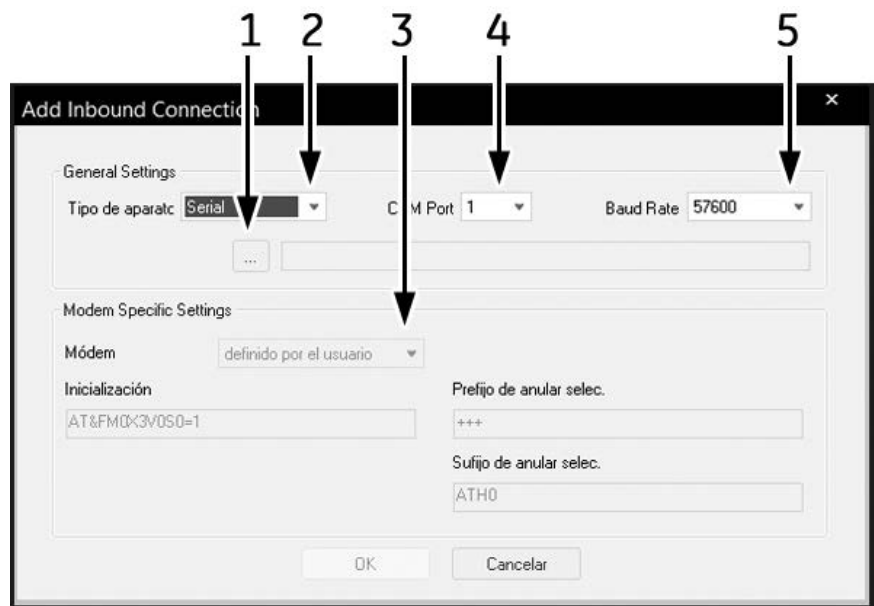 1 2 3 4 5
Add Inbound Connection
×
General Settings
Tipo de aparatc Serial COM Port 1 Baud Rate 57600
...
Modem Specific Settings
Módem definido por el usuario
Inicialización Prefijo de anular selec.
AT&FM0X3V0S0=1 +++
Sufijo de anular selec.
ATH0
OK Cancelar